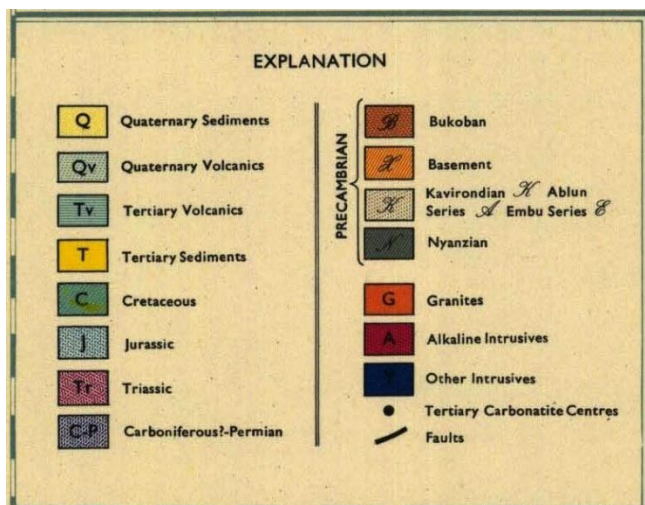 EXPLANATION
Q Quaternary Sediments
Qv Quaternary Volcanics
Tv Tertiary Volcanics
T Tertiary Sediments
C Cretaceous
J Jurassic
Tr Triassic
C-P Carboniferous?-Permian
PRECAMBRIAN
B Bukoban
X Basement
K Kavirondian K Ablun
Series A Embu Series E
N Nyanzian
G Granites
A Alkaline Intrusives
Other Intrusives
Tertiary Carbonatite Centres
Faults